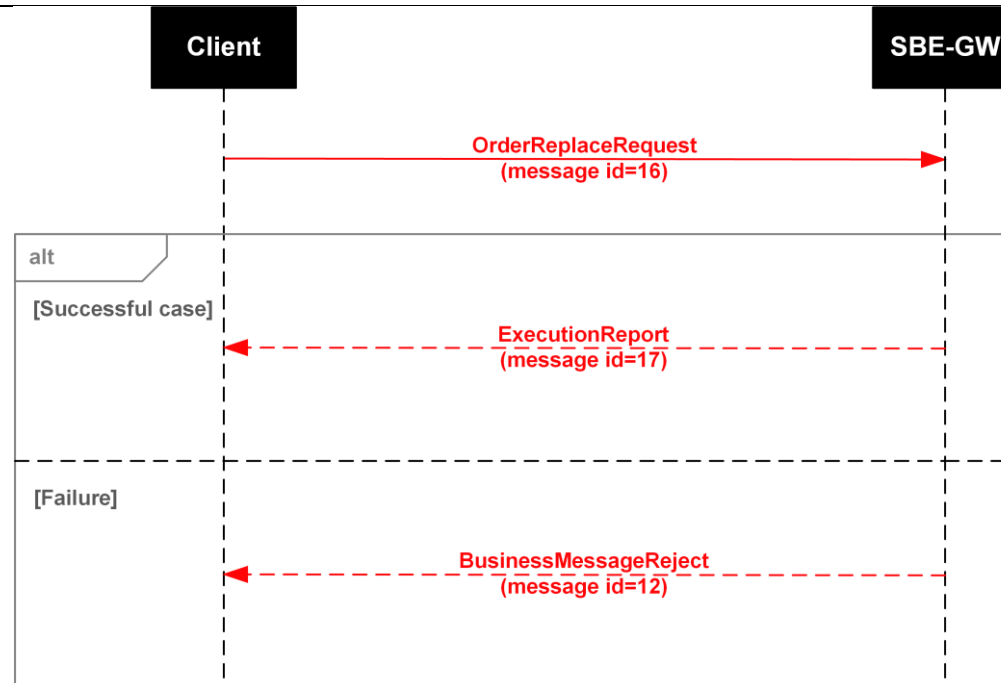 Client
SBE-GW
OrderReplaceRequest
(message id=16)
alt
[Successful case]
ExecutionReport
(message id=17)
[Failure]
BusinessMessageReject
(message id=12)